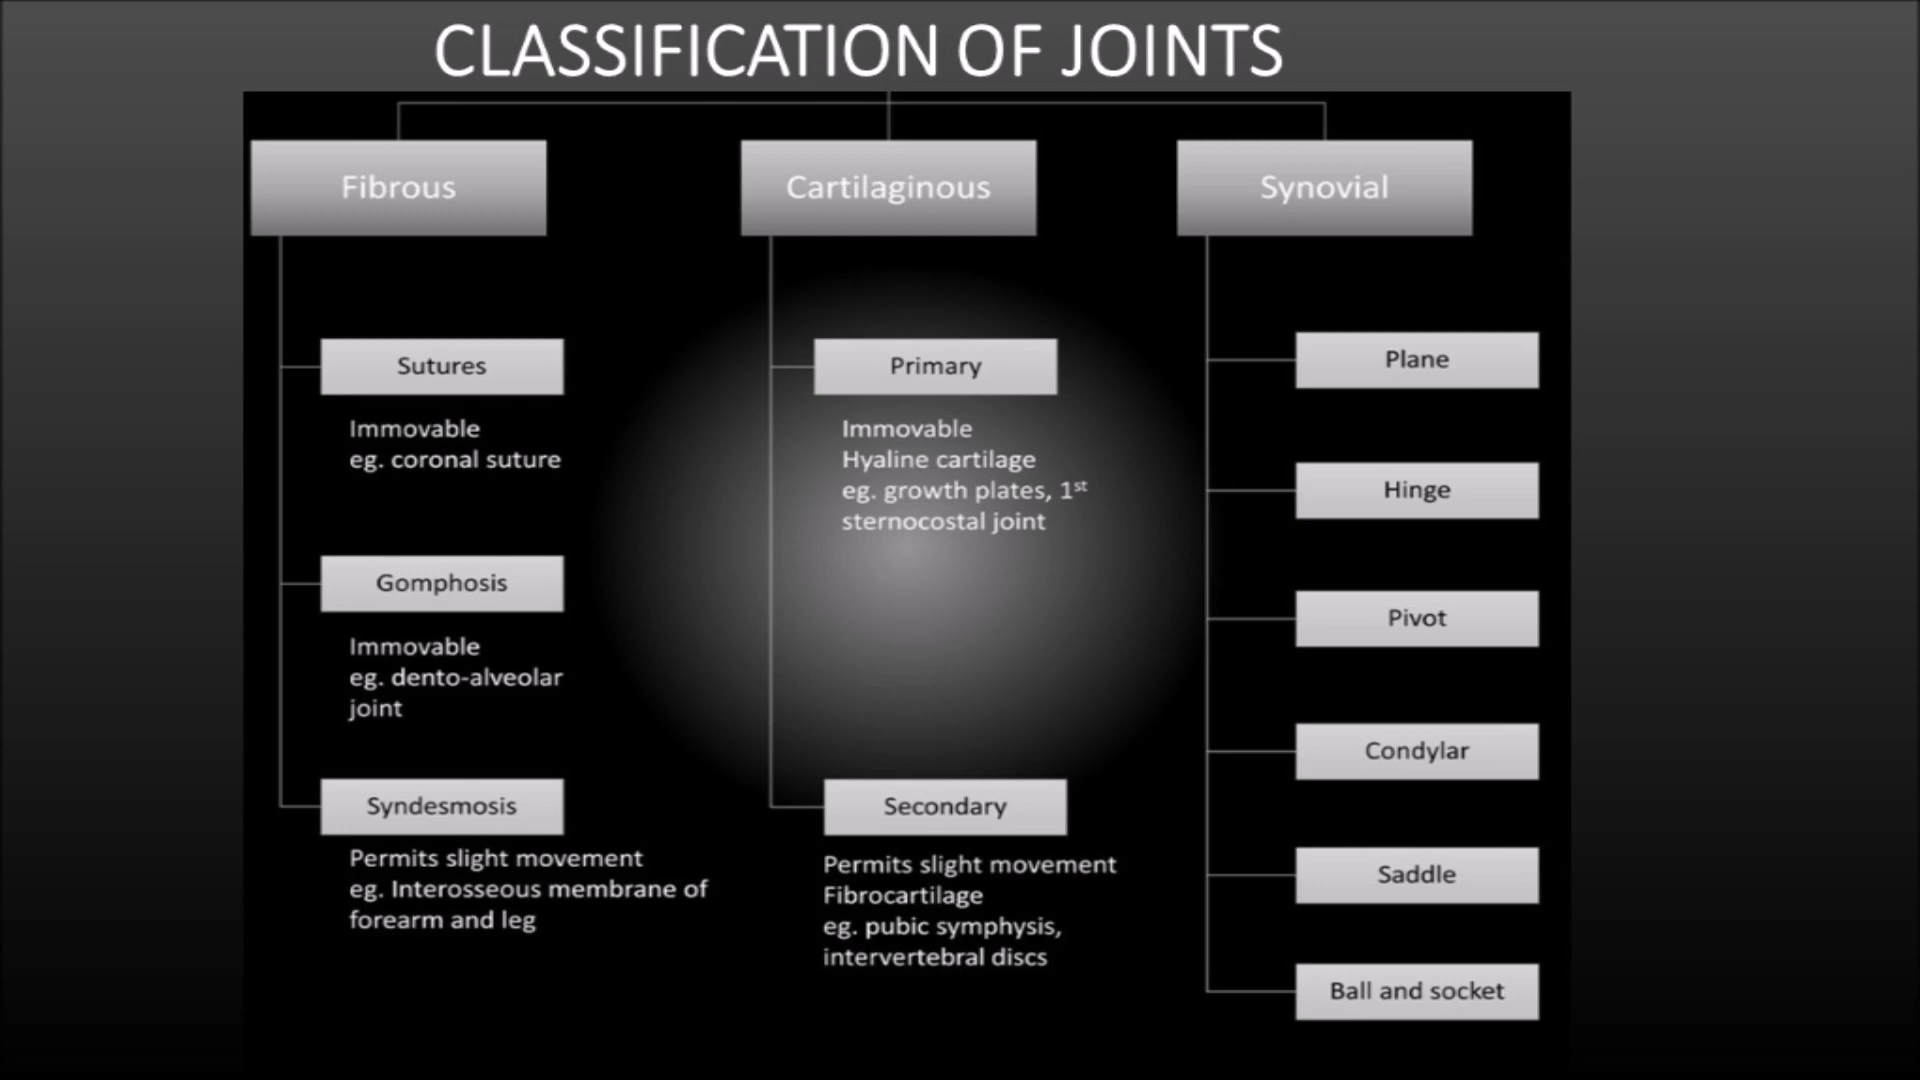 CLASSIFICATION OF JOINTS
Fibrous
Sutures
Immovable
eg. coronal suture
Gomphosis
Immovable
eg. dento-alveolar
joint
Syndesmosis
Permits slight movement
eg. Interosseous membrane of
forearm and leg
Cartilaginous
Primary
Immovable
Hyaline cartilage
eg. growth plates, 1st
sternocostal joint
Secondary
Permits slight movement
Fibrocartilage
eg. pubic symphysis,
intervertebral discs
Synovial
Plane
Hinge
Pivot
Condylar
Saddle
Ball and socket